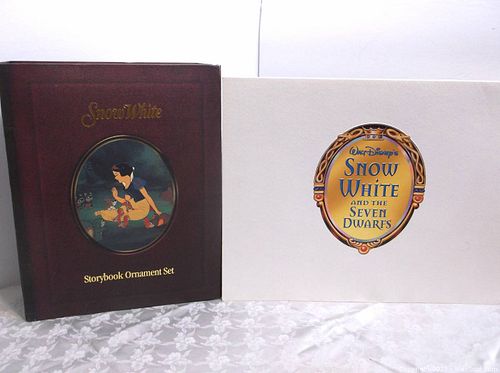 Snow White
Storybook Ornament Set
Walt Disney's
SNOW
WHITE
AND THE
SEVEN
DWARFS